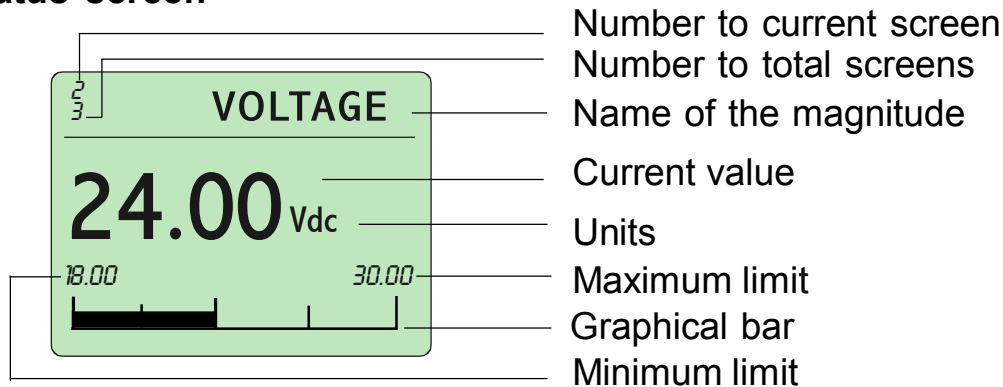 atus screen
Number to current screen
Number to total screens
Name of the magnitude
Current value
Units
Maximum limit
Graphical bar
Minimum limit
2
3
VOLTAGE
24.00 Vdc
18.00 30.00